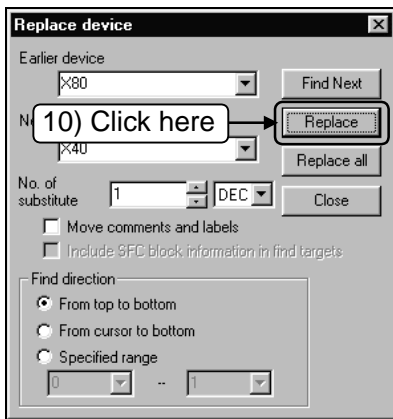 Replace device
Earlier device
X80
Find Next
10) Click here
Replace
X40
Replace all
No. of
substitute
1
DEC
Close
Move comments and labels
Include SFC block information in find targets
Find direction
From top to bottom
From cursor to bottom
Specified range
0
--
1